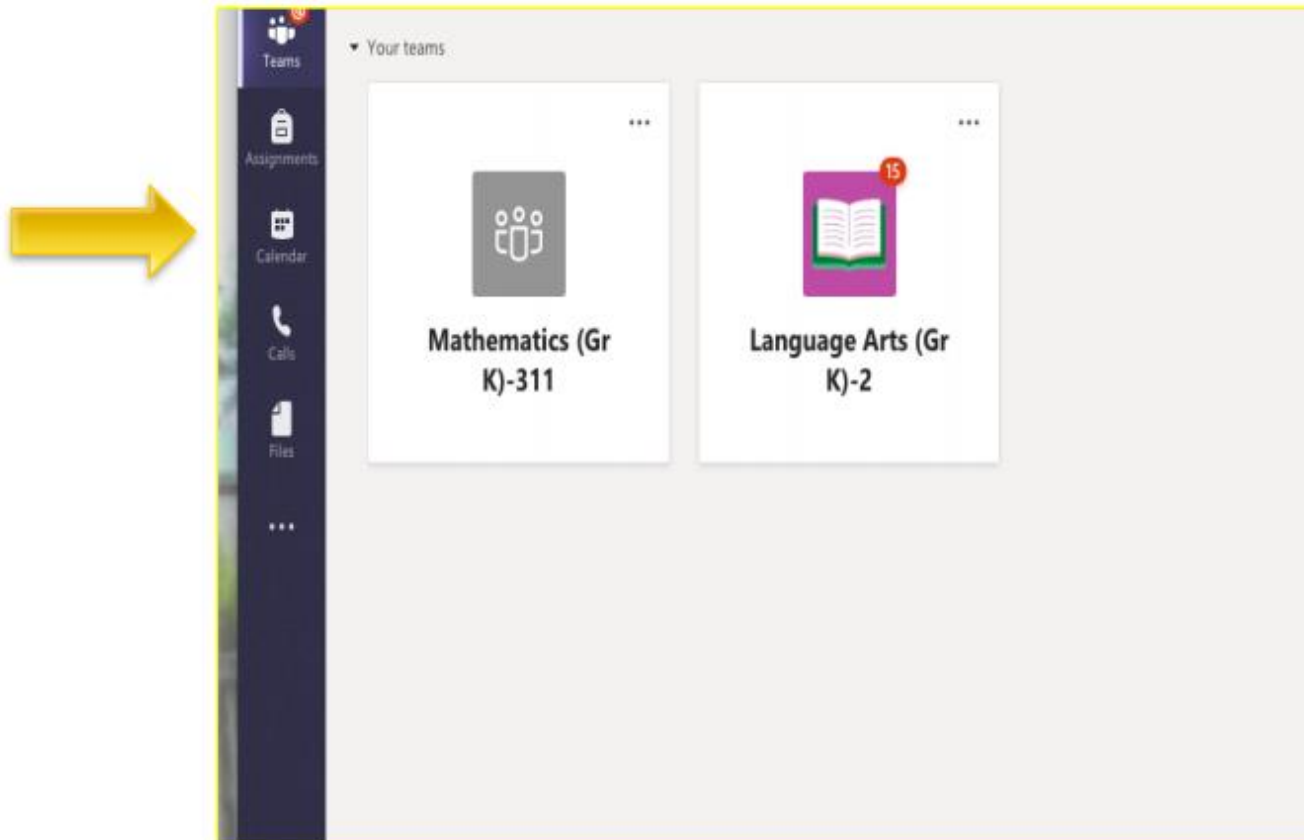 Teams
Your teams
Assignments
Calendar
Calls
Files
15
Mathematics (Gr
K)-311
Language Arts (Gr
K)-2